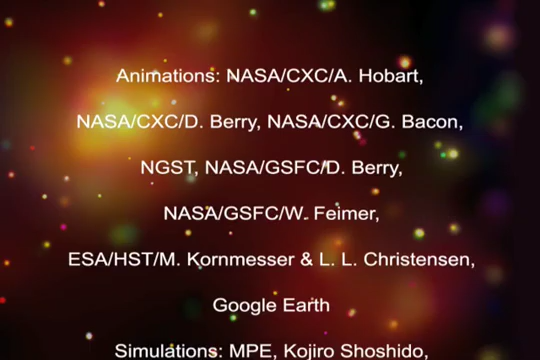 Animations: NASA/CXC/A. Hobart,
NASA/CXC/D. Berry, NASA/CXC/G. Bacon,
NGST, NASA/GSFC/D. Berry,
NASA/GSFC/W. Feimer,
ESA/HST/M. Kornmesser & L. L. Christensen,
Google Earth
Simulations: MPE, Kojiro Shoshido,